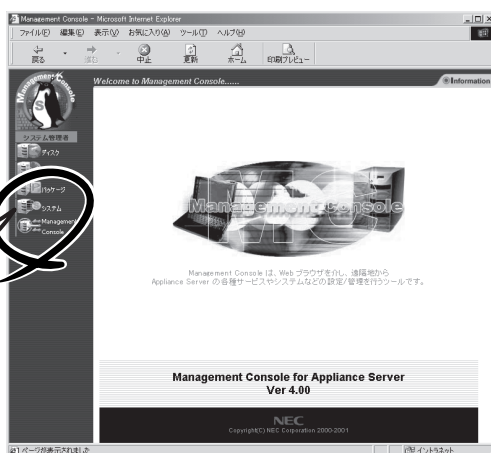 Management Console - Microsoft Internet Explorer
ファイル(F) 編集(E) 表示(V) お気に入り(A) ツール(T) ヘルプ(H)
戻る 進む 中止 更新 ホーム 印刷プレビュー
Management Console
Welcome to Management Console......
Information
システム管理者
ディスク
パッケージ
システム
Management Console
Management Console
Management Console は、Web ブラウザを介し、遠隔地から
Appliance Server の各種サービスやシステムなどの設定/管理を行うツールです。
Management Console for Appliance Server
Ver 4.00
NEC
Copyright(C) NEC Corporation 2000-2001
ページが表示されました
イントラネット